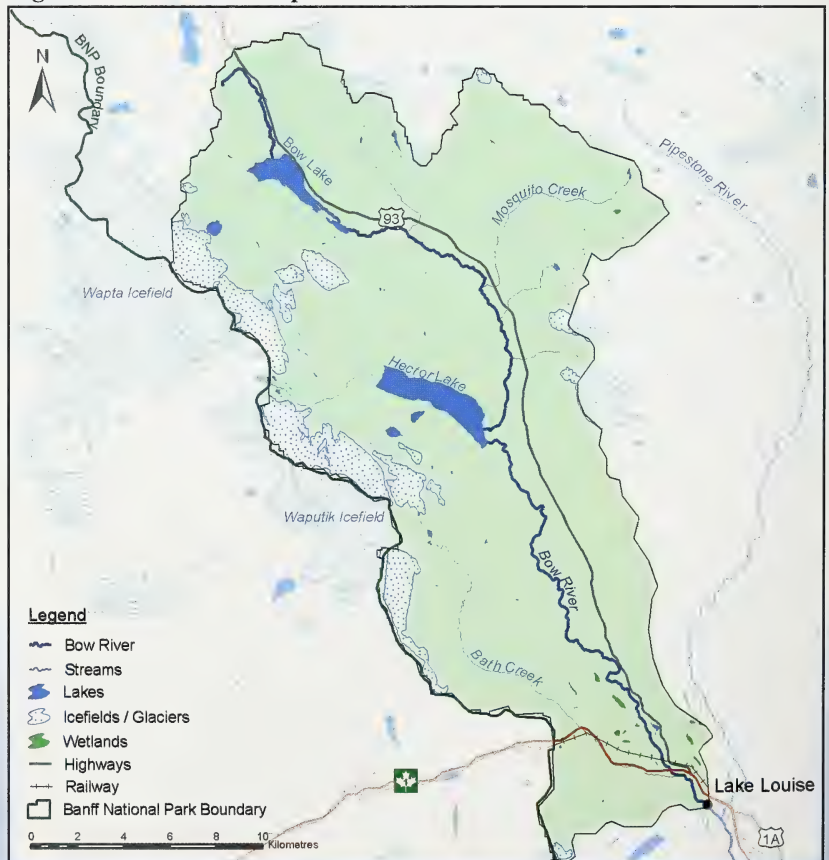 N
BNP Boundary
Bow Lake
93
Mosquito Creek
Pipestone River
Wapta Icefield
Hector Lake
Waputik Icefield
Bow River
Bath Creek
Legend
Bow River
Streams
Lakes
Icefields / Glaciers
Wetlands
Highways
Railway
Banff National Park Boundary
0 2 4 6 8 10
Kilometres
1
Lake Louise
1A